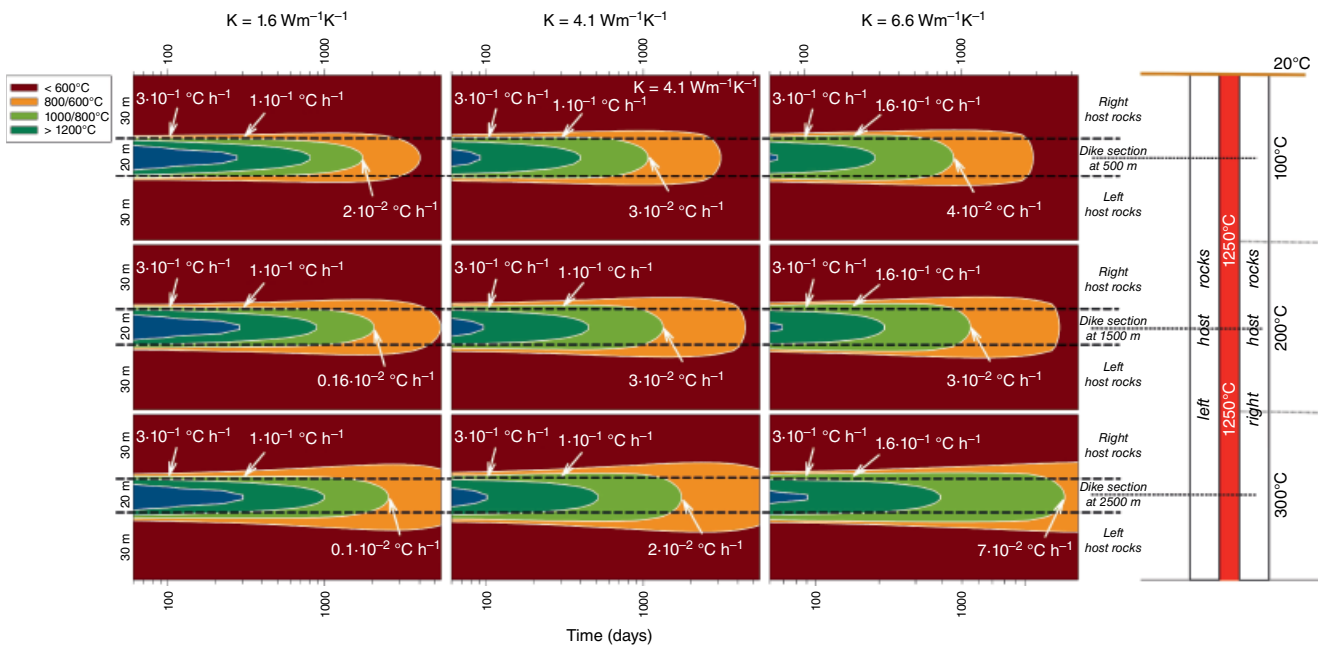 K = 1.6 Wm⁻¹K⁻¹
K = 4.1 Wm⁻¹K⁻¹
K = 6.6 Wm⁻¹K⁻¹
100
1000
100
1000
100
1000
20°C
< 600°C
800/600°C
1000/800°C
> 1200°C
30 m
20 m
30 m
3·10⁻¹ °C h⁻¹
1·10⁻¹ °C h⁻¹
2·10⁻² °C h⁻¹
K = 4.1 Wm⁻¹K⁻¹
3·10⁻¹ °C h⁻¹
1·10⁻¹ °C h⁻¹
3·10⁻² °C h⁻¹
3·10⁻¹ °C h⁻¹
1.6·10⁻¹ °C h⁻¹
4·10⁻² °C h⁻¹
Right
host rocks
Dike section
at 500 m
Left
host rocks
30 m
20 m
30 m
3·10⁻¹ °C h⁻¹
1·10⁻¹ °C h⁻¹
0.16·10⁻² °C h⁻¹
3·10⁻¹ °C h⁻¹
1·10⁻¹ °C h⁻¹
3·10⁻² °C h⁻¹
3·10⁻¹ °C h⁻¹
1.6·10⁻¹ °C h⁻¹
3·10⁻² °C h⁻¹
Right
host rocks
Dike section
at 1500 m
Left
host rocks
30 m
20 m
30 m
3·10⁻¹ °C h⁻¹
1·10⁻¹ °C h⁻¹
0.1·10⁻² °C h⁻¹
3·10⁻¹ °C h⁻¹
1·10⁻¹ °C h⁻¹
2·10⁻² °C h⁻¹
3·10⁻¹ °C h⁻¹
1.6·10⁻¹ °C h⁻¹
7·10⁻² °C h⁻¹
Right
host rocks
Dike section
at 2500 m
Left
host rocks
left host rocks
1250°C
1250°C
right host rocks
100°C
200°C
300°C
100
1000
100
1000
100
1000
Time (days)